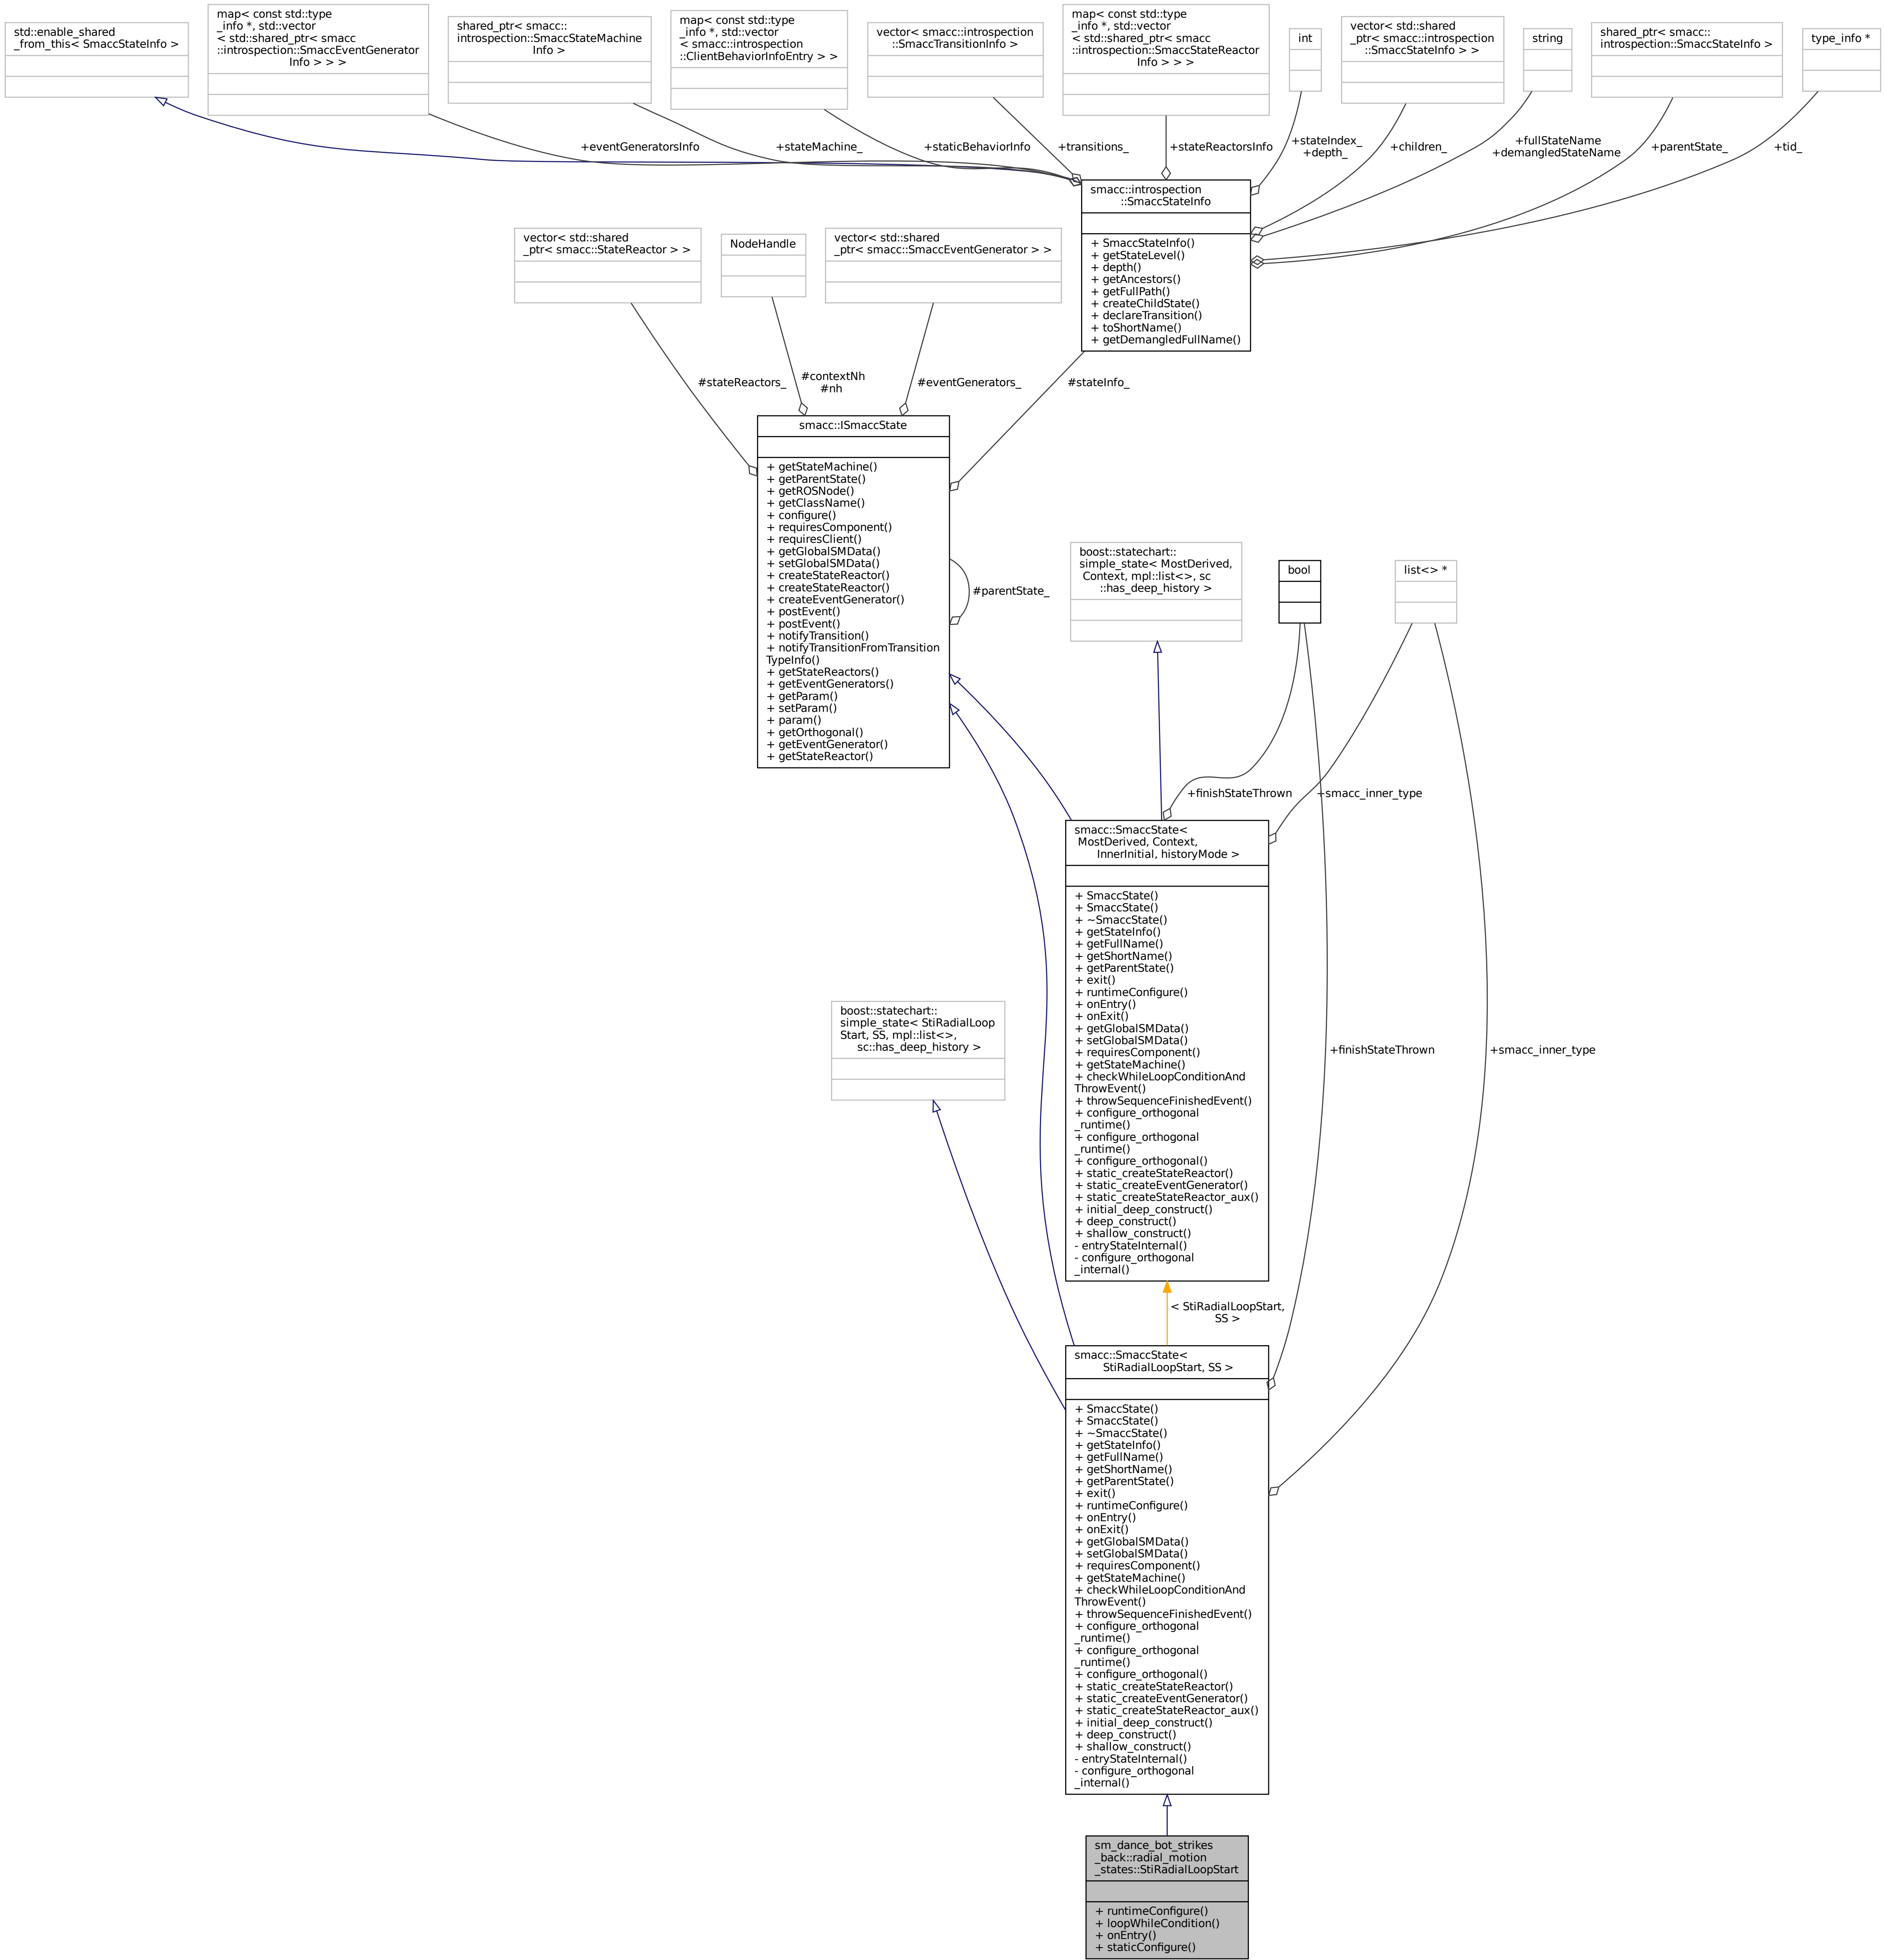 std::enable_shared
_from_this< SmaccStateInfo >
map< const std::type
_info *, std::vector
< std::shared_ptr< smacc
::introspection::SmaccEventGenerator
Info > > >
shared_ptr< smacc::
introspection::SmaccStateMachine
Info >
map< const std::type
_info *, std::vector
< smacc::introspection
::ClientBehaviorInfoEntry > >
vector< smacc::introspection
::SmaccTransitionInfo >
map< const std::type
_info *, std::vector
< std::shared_ptr< smacc
::introspection::SmaccStateReactor
Info > > >
int
vector< std::shared
_ptr< smacc::introspection
::SmaccStateInfo > >
string
shared_ptr< smacc::
introspection::SmaccStateInfo >
type_info *
+eventGeneratorsInfo
+stateMachine_
+staticBehaviorInfo
+transitions_
+stateReactorsInfo
+stateIndex_
+depth_
+children_
+fullStateName
+demangledStateName
+parentState_
+tid_
smacc::introspection
::SmaccStateInfo
+ SmaccStateInfo()
+ getStateLevel()
+ depth()
+ getAncestors()
+ getFullPath()
+ createChildState()
+ declareTransition()
+ toShortName()
+ getDemangledFullName()
vector< std::shared
_ptr< smacc::StateReactor > >
NodeHandle
vector< std::shared
_ptr< smacc::SmaccEventGenerator > >
#stateReactors_
#contextNh
#nh
#eventGenerators_
#stateInfo_
smacc::ISmaccState
+ getStateMachine()
+ getParentState()
+ getROSNode()
+ getClassName()
+ configure()
+ requiresComponent()
+ requiresClient()
+ getGlobalSMData()
+ setGlobalSMData()
+ createStateReactor()
+ createStateReactor()
+ createEventGenerator()
+ postEvent()
+ postEvent()
+ notifyTransition()
+ notifyTransitionFromTransition
TypeInfo()
+ getStateReactors()
+ getEventGenerators()
+ getParam()
+ setParam()
+ param()
+ getOrthogonal()
+ getEventGenerator()
+ getStateReactor()
#parentState_
boost::statechart::
simple_state< MostDerived,
Context, mpl::list<>, sc
::has_deep_history >
bool
list<> *
+finishStateThrown
+smacc_inner_type
smacc::SmaccState<
MostDerived, Context,
InnerInitial, historyMode >
+ SmaccState()
+ SmaccState()
+ ~SmaccState()
+ getStateInfo()
+ getFullName()
+ getShortName()
+ getParentState()
+ exit()
+ runtimeConfigure()
+ onEntry()
+ onExit()
+ getGlobalSMData()
+ setGlobalSMData()
+ requiresComponent()
+ getStateMachine()
+ checkWhileLoopConditionAnd
ThrowEvent()
+ throwSequenceFinishedEvent()
+ configure_orthogonal
_runtime()
+ configure_orthogonal
_runtime()
+ configure_orthogonal()
+ static_createStateReactor()
+ static_createEventGenerator()
+ static_createStateReactor_aux()
+ initial_deep_construct()
+ deep_construct()
+ shallow_construct()
- entryStateInternal()
- configure_orthogonal
_internal()
boost::statechart::
simple_state< StiRadialLoop
Start, SS, mpl::list<>,
sc::has_deep_history >
+finishStateThrown
+smacc_inner_type
< StiRadialLoopStart,
SS >
smacc::SmaccState<
StiRadialLoopStart, SS >
+ SmaccState()
+ SmaccState()
+ ~SmaccState()
+ getStateInfo()
+ getFullName()
+ getShortName()
+ getParentState()
+ exit()
+ runtimeConfigure()
+ onEntry()
+ onExit()
+ getGlobalSMData()
+ setGlobalSMData()
+ requiresComponent()
+ getStateMachine()
+ checkWhileLoopConditionAnd
ThrowEvent()
+ throwSequenceFinishedEvent()
+ configure_orthogonal
_runtime()
+ configure_orthogonal
_runtime()
+ configure_orthogonal()
+ static_createStateReactor()
+ static_createEventGenerator()
+ static_createStateReactor_aux()
+ initial_deep_construct()
+ deep_construct()
+ shallow_construct()
- entryStateInternal()
- configure_orthogonal
_internal()
sm_dance_bot_strikes
_back::radial_motion
_states::StiRadialLoopStart
+ runtimeConfigure()
+ loopWhileCondition()
+ onEntry()
+ staticConfigure()